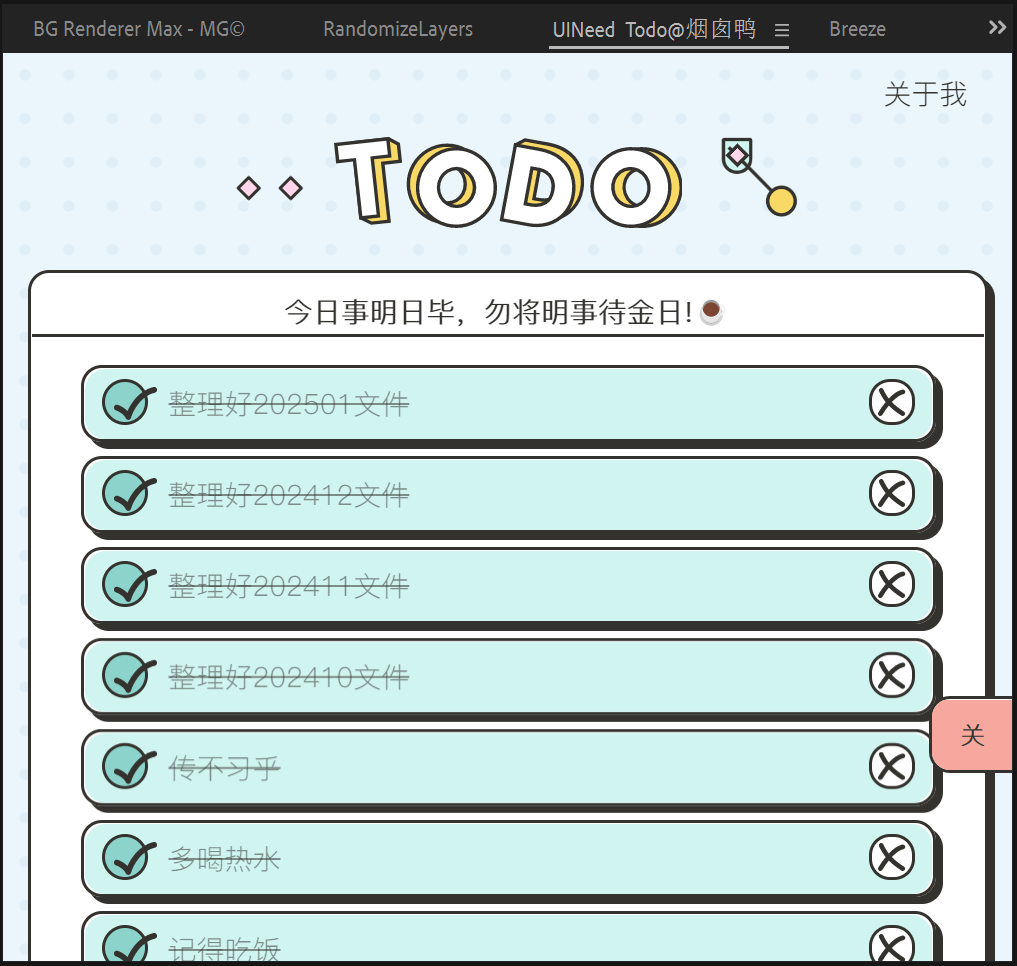 BG Renderer Max - MG© RandomizeLayers UINeed Todo@烟囱鸭 Breeze
关于我
TODO
今日事明日毕，勿将明事待金日!
整理好202501文件
整理好202412文件
整理好202411文件
整理好202410文件
传不习乎
关
多喝热水
记得吃饭